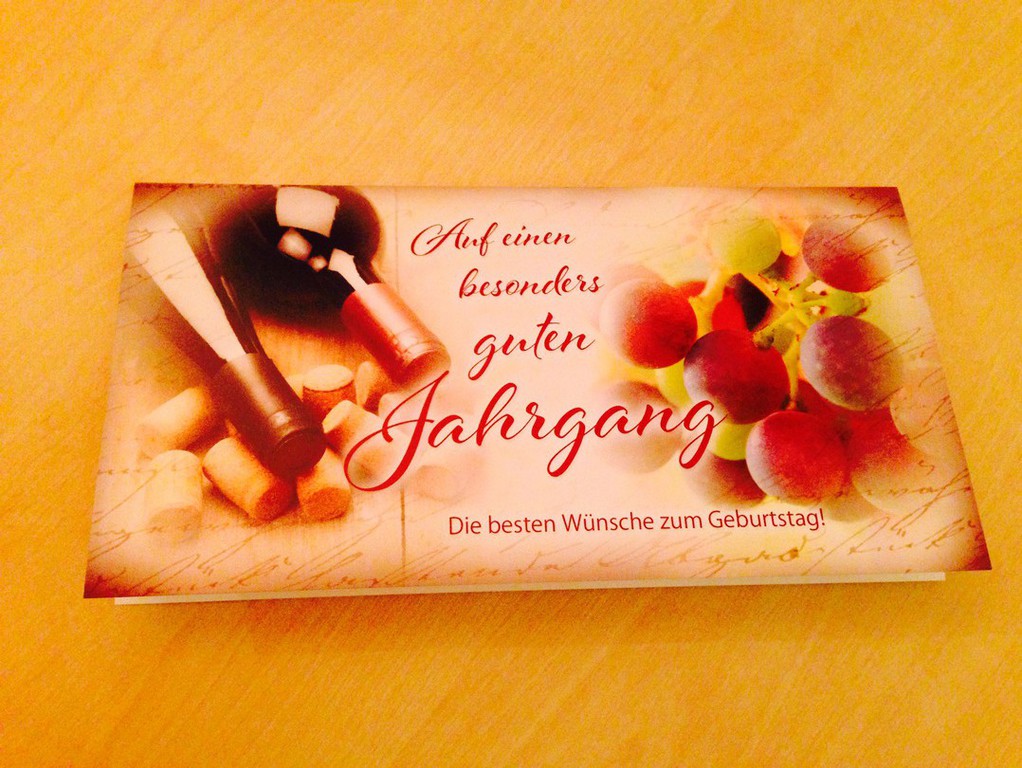 Auf einen
besonders
guten
Jahrgang
Die besten Wünsche zum Geburtstag!